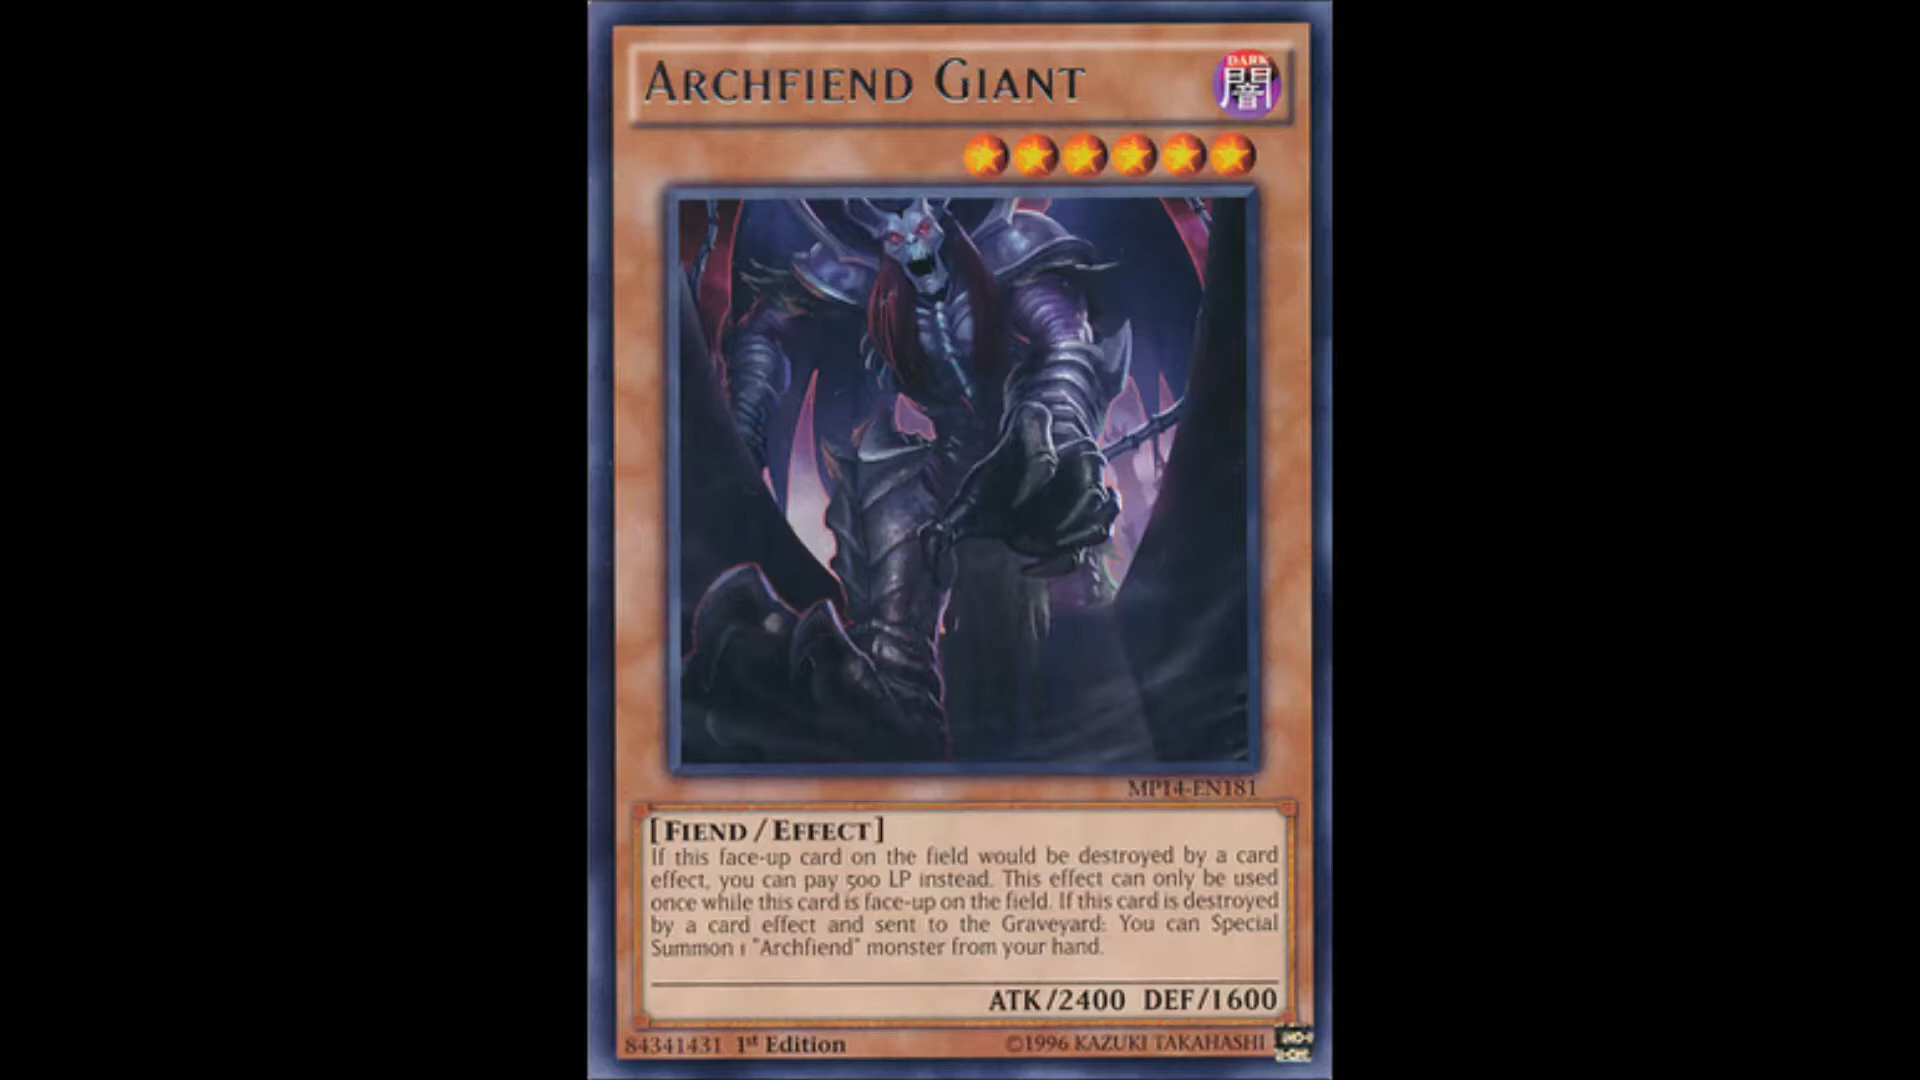 ARCHFIEND GIANT
DARK
闇
MP14-EN181
[FIEND/EFFECT]
If this face-up card on the field would be destroyed by a card
effect, you can pay 500 LP instead. This effect can only be used
once while this card is face-up on the field. If this card is destroyed
by a card effect and sent to the Graveyard: You can Special
Summon 1 "Archfiend" monster from your hand.
ATK/2400 DEF/1600
84341431 1st Edition
©1996 KAZUKI TAKAHASHI